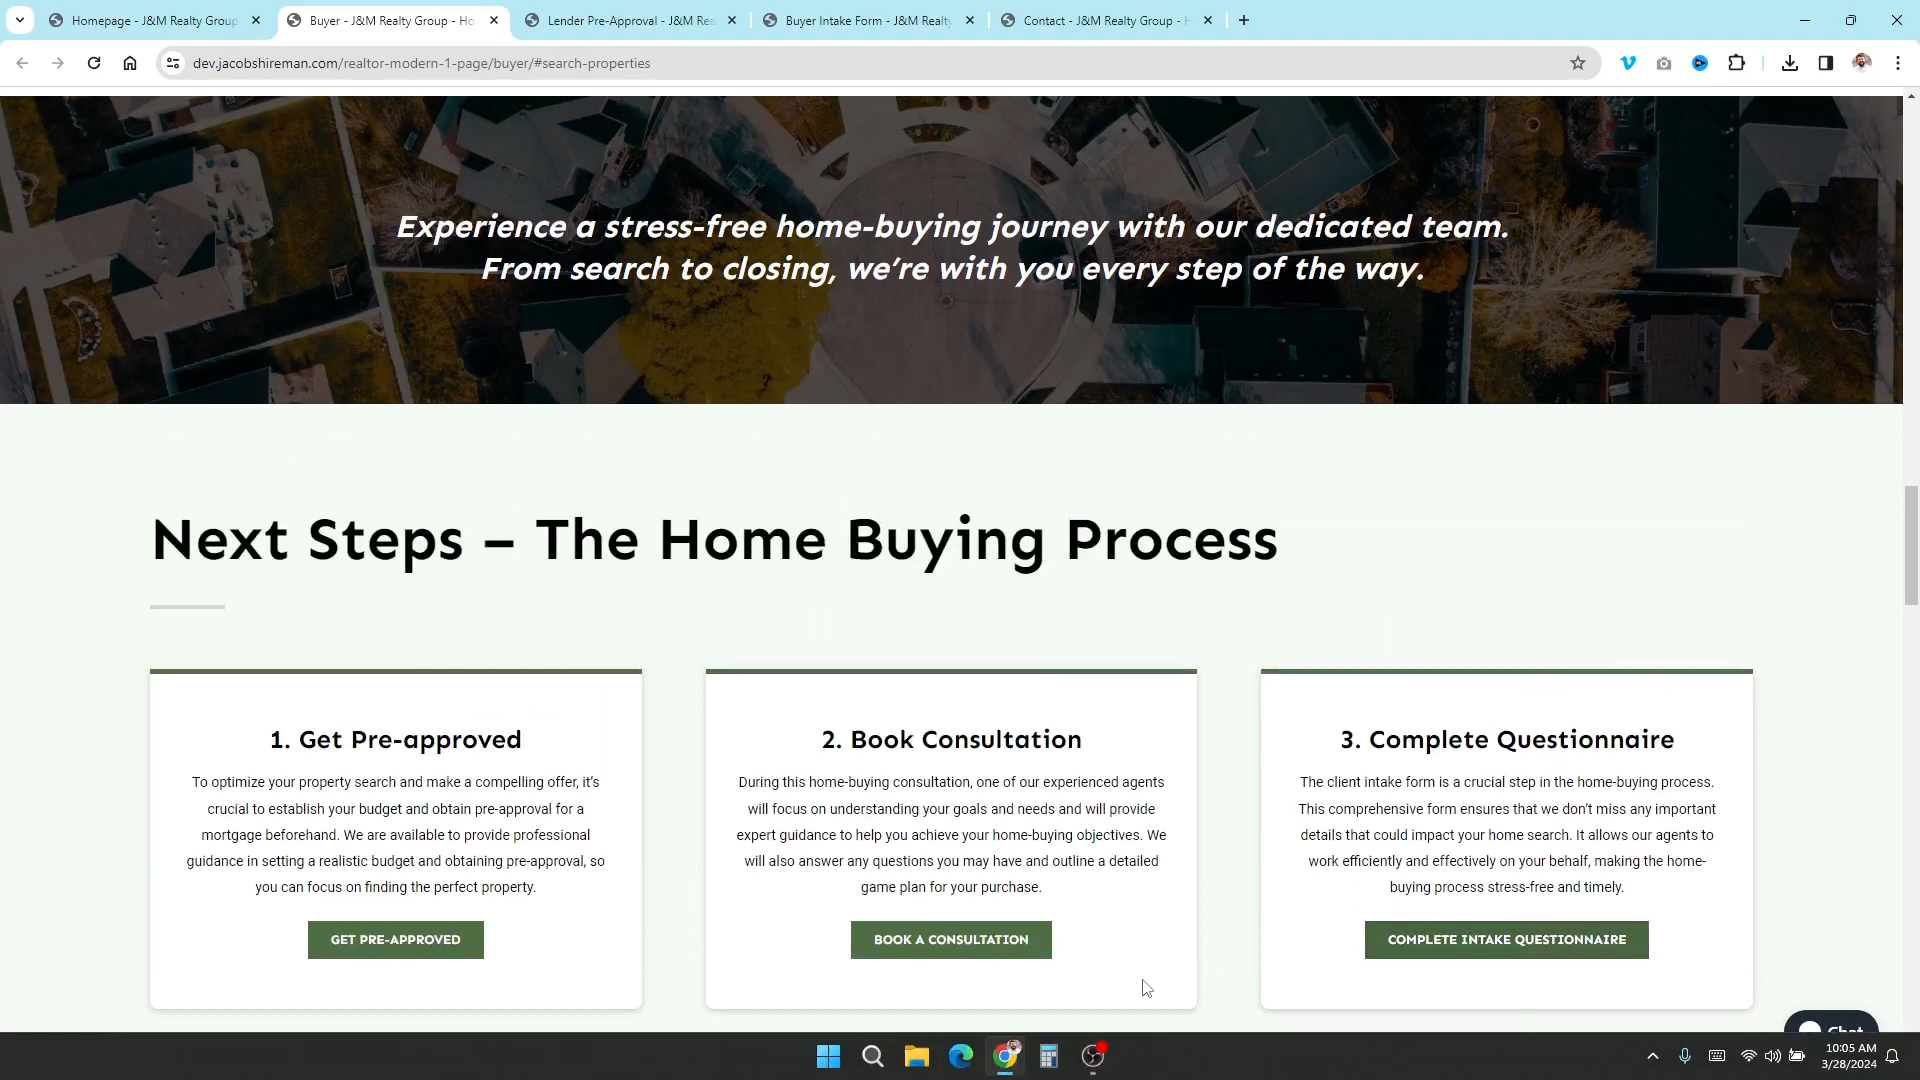 Homepage - J&M Realty Group
Buyer - J&M Realty Group - Ho
Lender Pre-Approval - J&M Rea
Buyer Intake Form - J&M Realty
Contact - J&M Realty Group - H
dev.jacobshireman.com/realtor-modern-1-page/buyer/#search-properties
Experience a stress-free home-buying journey with our dedicated team.
From search to closing, we’re with you every step of the way.
Next Steps – The Home Buying Process
1. Get Pre-approved
To optimize your property search and make a compelling offer, it’s
crucial to establish your budget and obtain pre-approval for a
mortgage beforehand. We are available to provide professional
guidance in setting a realistic budget and obtaining pre-approval, so
you can focus on finding the perfect property.
GET PRE-APPROVED
2. Book Consultation
During this home-buying consultation, one of our experienced agents
will focus on understanding your goals and needs and will provide
expert guidance to help you achieve your home-buying objectives. We
will also answer any questions you may have and outline a detailed
game plan for your purchase.
BOOK A CONSULTATION
3. Complete Questionnaire
The client intake form is a crucial step in the home-buying process.
This comprehensive form ensures that we don’t miss any important
details that could impact your home search. It allows our agents to
work efficiently and effectively on your behalf, making the home-
buying process stress-free and timely.
COMPLETE INTAKE QUESTIONNAIRE
Chat
10:05 AM
3/28/2024